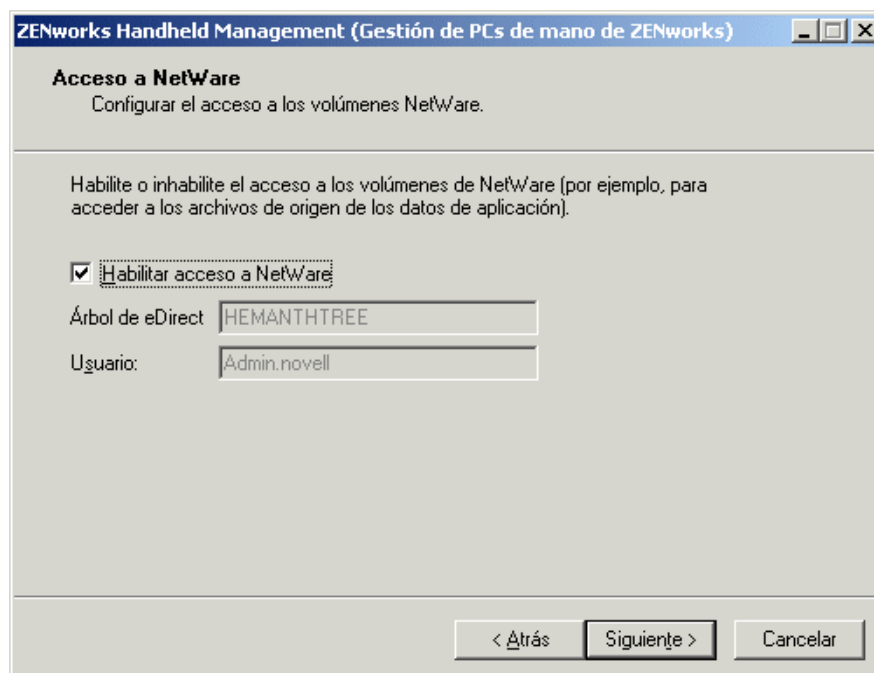 ZENworks Handheld Management (Gestión de PCs de mano de ZENworks)
Acceso a NetWare
Configurar el acceso a los volúmenes NetWare.
Habilite o inhabilite el acceso a los volúmenes de NetWare (por ejemplo, para
acceder a los archivos de origen de los datos de aplicación).
Habilitar acceso a NetWare
Árbol de eDirect HEMANTHTREE
Usuario: Admin.novell
< Atrás Siguiente > Cancelar